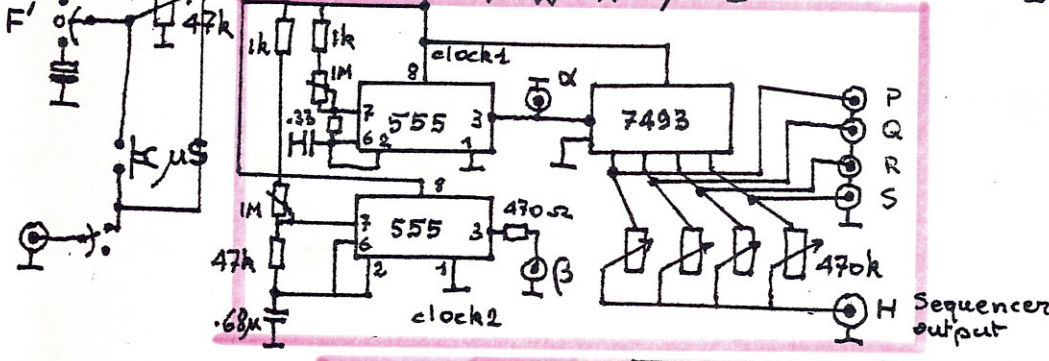 F'
47k
1k
1k
clock1
8
1M
α
.33
7
555
3
6
2
1
7493
P
Q
R
S
μS
1M
8
7
555
3
470Ω
6
2
1
47k
β
470k
.68μ
clock2
H
Sequencer
output